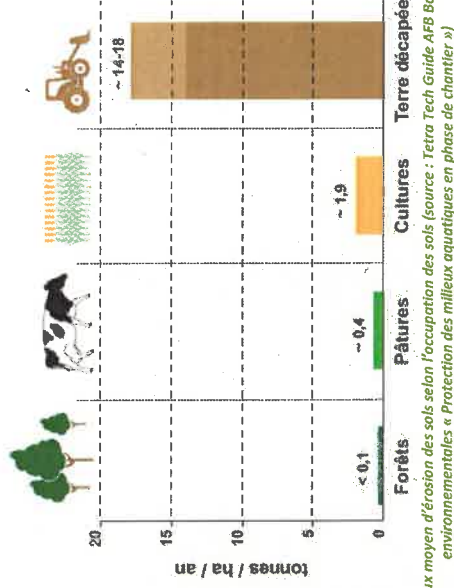 20
15
10
5
0
tonnes / ha / an
< 0,1
~ 0,4
~ 1,9
~ 14-18
Forêts
Pâtures
Cultures
Terre décapée
moyen d'érosion des sols selon l'occupation des sols (source : Tetra Tech Guide AFB
environnementales « Protection des milieux aquatiques en phase de chantier »)